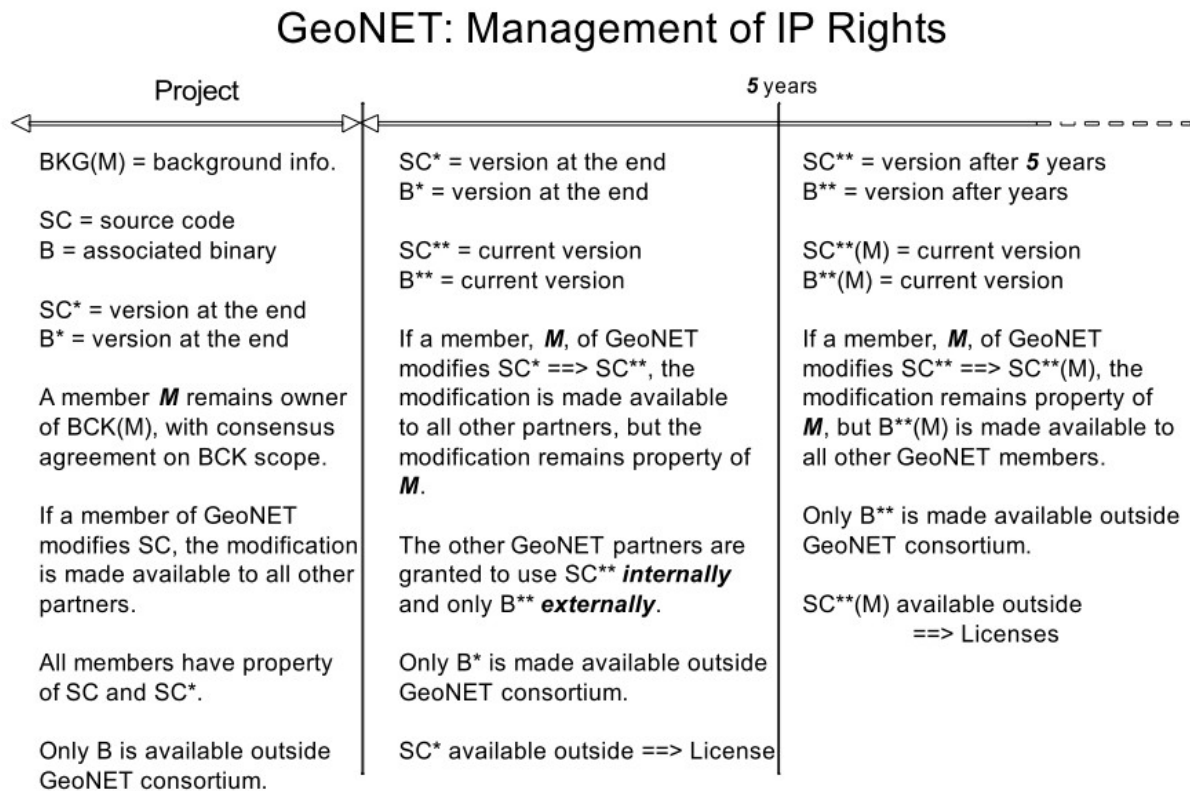 GeoNET: Management of IP Rights
Project
5 years
BKG(M) = background info.
SC = source code
B = associated binary
SC* = version at the end
B* = version at the end
A member M remains owner
of BCK(M), with consensus
agreement on BCK scope.
If a member of GeoNET
modifies SC, the modification
is made available to all other
partners.
All members have property
of SC and SC*.
Only B is available outside
GeoNET consortium.
SC* = version at the end
B* = version at the end
SC** = current version
B** = current version
If a member, M, of GeoNET
modifies SC* ==> SC**, the
modification is made available
to all other partners, but the
modification remains property of
M.
The other GeoNET partners are
granted to use SC** internally
and only B** externally.
Only B* is made available outside
GeoNET consortium.
SC* available outside ==> License
SC** = version after 5 years
B** = version after years
SC**(M) = current version
B**(M) = current version
If a member, M, of GeoNET
modifies SC** ==> SC**(M), the
modification remains property of
M, but B**(M) is made available to
all other GeoNET members.
Only B** is made available outside
GeoNET consortium.
SC**(M) available outside
==> Licenses